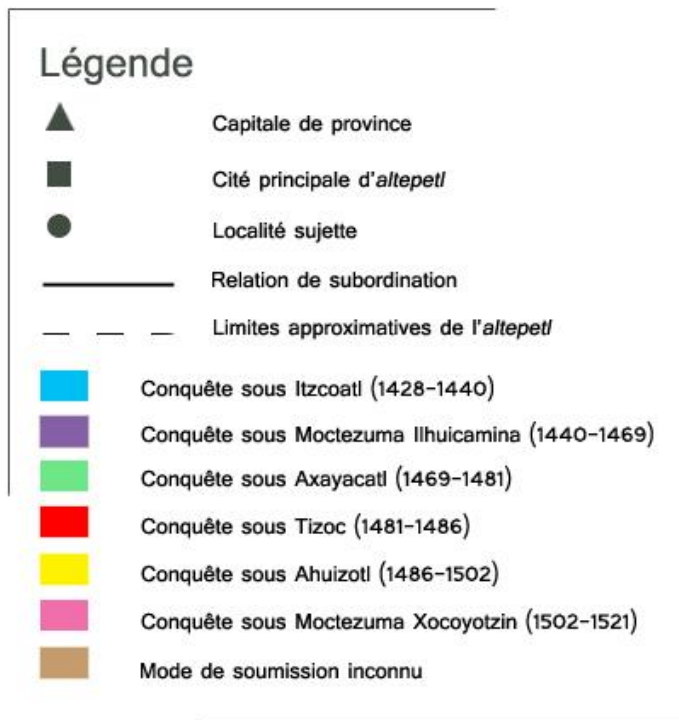 Légende
Capitale de province
Cité principale d'altepetl
Localité sujette
Relation de subordination
Limites approximatives de l'altepetl
Conquête sous Itzcoatl (1428-1440)
Conquête sous Moctezuma Ilhuicamina (1440-1469)
Conquête sous Axayacatl (1469-1481)
Conquête sous Tizoc (1481-1486)
Conquête sous Ahuizotl (1486-1502)
Conquête sous Moctezuma Xocoyotzin (1502-1521)
Mode de soumission inconnu